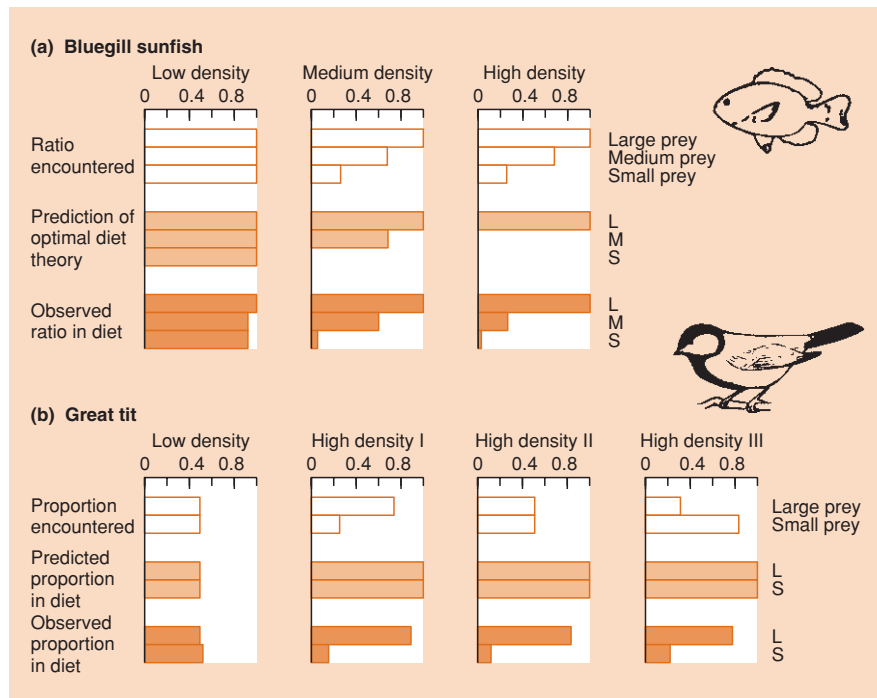 (a) Bluegill sunfish
Low density Medium density High density
0 0.4 0.8 0 0.4 0.8 0 0.4 0.8
Ratio
encountered
Large prey
Medium prey
Small prey
Prediction of
optimal diet
theory
L
M
S
Observed
ratio in diet
L
M
S
(b) Great tit
Low density High density I High density II High density III
0 0.4 0.8 0 0.4 0.8 0 0.4 0.8 0 0.4 0.8
Proportion
encountered
Large prey
Small prey
Predicted
proportion
in diet
L
S
Observed
proportion
in diet
L
S